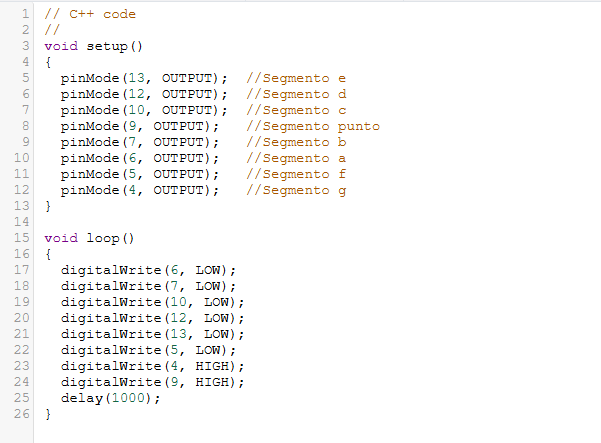 1 // C++ code
2 //
3 void setup()
4 {
5   pinMode(13, OUTPUT);  //Segmento e
6   pinMode(12, OUTPUT);  //Segmento d
7   pinMode(10, OUTPUT);  //Segmento c
8   pinMode(9, OUTPUT);   //Segmento punto
9   pinMode(7, OUTPUT);   //Segmento b
10   pinMode(6, OUTPUT);   //Segmento a
11   pinMode(5, OUTPUT);   //Segmento f
12   pinMode(4, OUTPUT);   //Segmento g
13 }
14
15 void loop()
16 {
17   digitalWrite(6, LOW);
18   digitalWrite(7, LOW);
19   digitalWrite(10, LOW);
20   digitalWrite(12, LOW);
21   digitalWrite(13, LOW);
22   digitalWrite(5, LOW);
23   digitalWrite(4, HIGH);
24   digitalWrite(9, HIGH);
25   delay(1000);
26 }